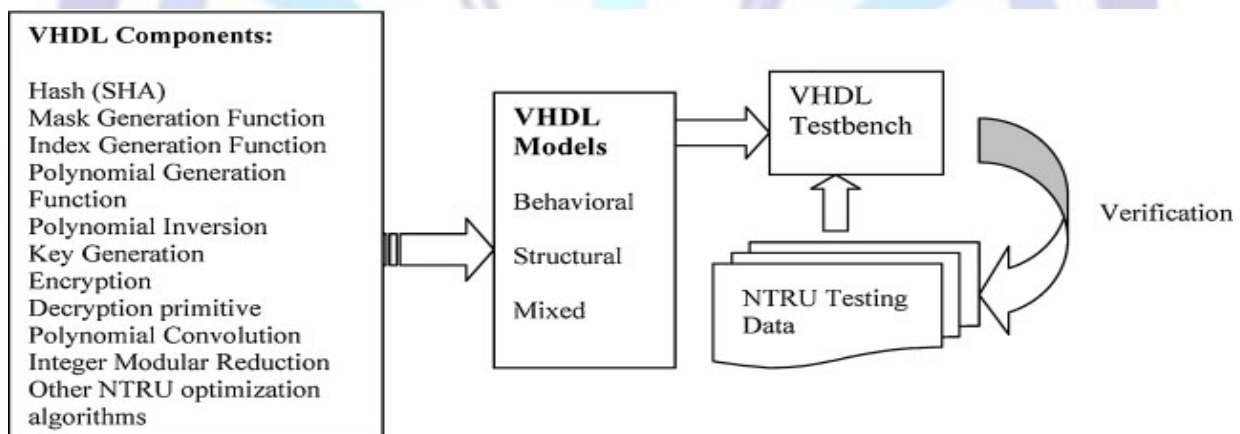 VHDL Components:
Hash (SHA)
Mask Generation Function
Index Generation Function
Polynomial Generation
Function
Polynomial Inversion
Key Generation
Encryption
Decryption primitive
Polynomial Convolution
Integer Modular Reduction
Other NTRU optimization
algorithms
VHDL
Models
Behavioral
Structural
Mixed
VHDL
Testbench
NTRU Testing
Data
Verification